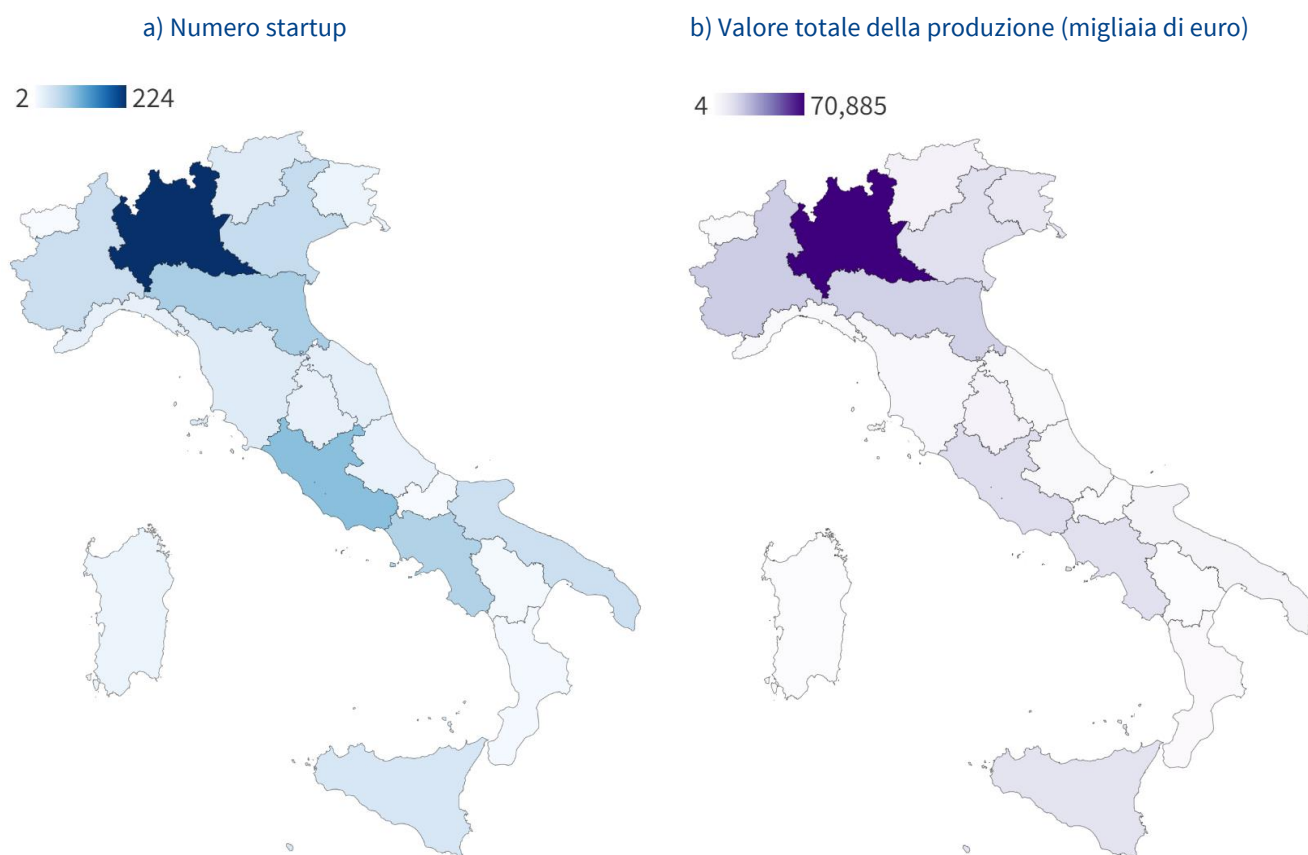 a) Numero startup
b) Valore totale della produzione (migliaia di euro)
2 224
4 70,885